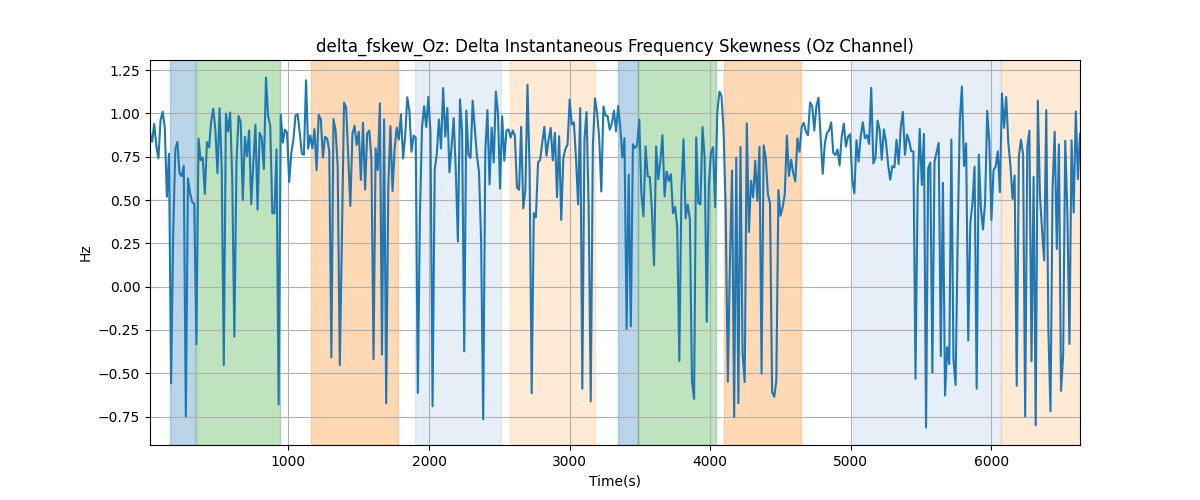 delta_fskew_Oz: Delta Instantaneous Frequency Skewness (Oz Channel)
1.25
1.00
0.75
0.50
0.25
0.00
−0.25
−0.50
−0.75
Hz
1000 2000 3000 4000 5000 6000
Time(s)